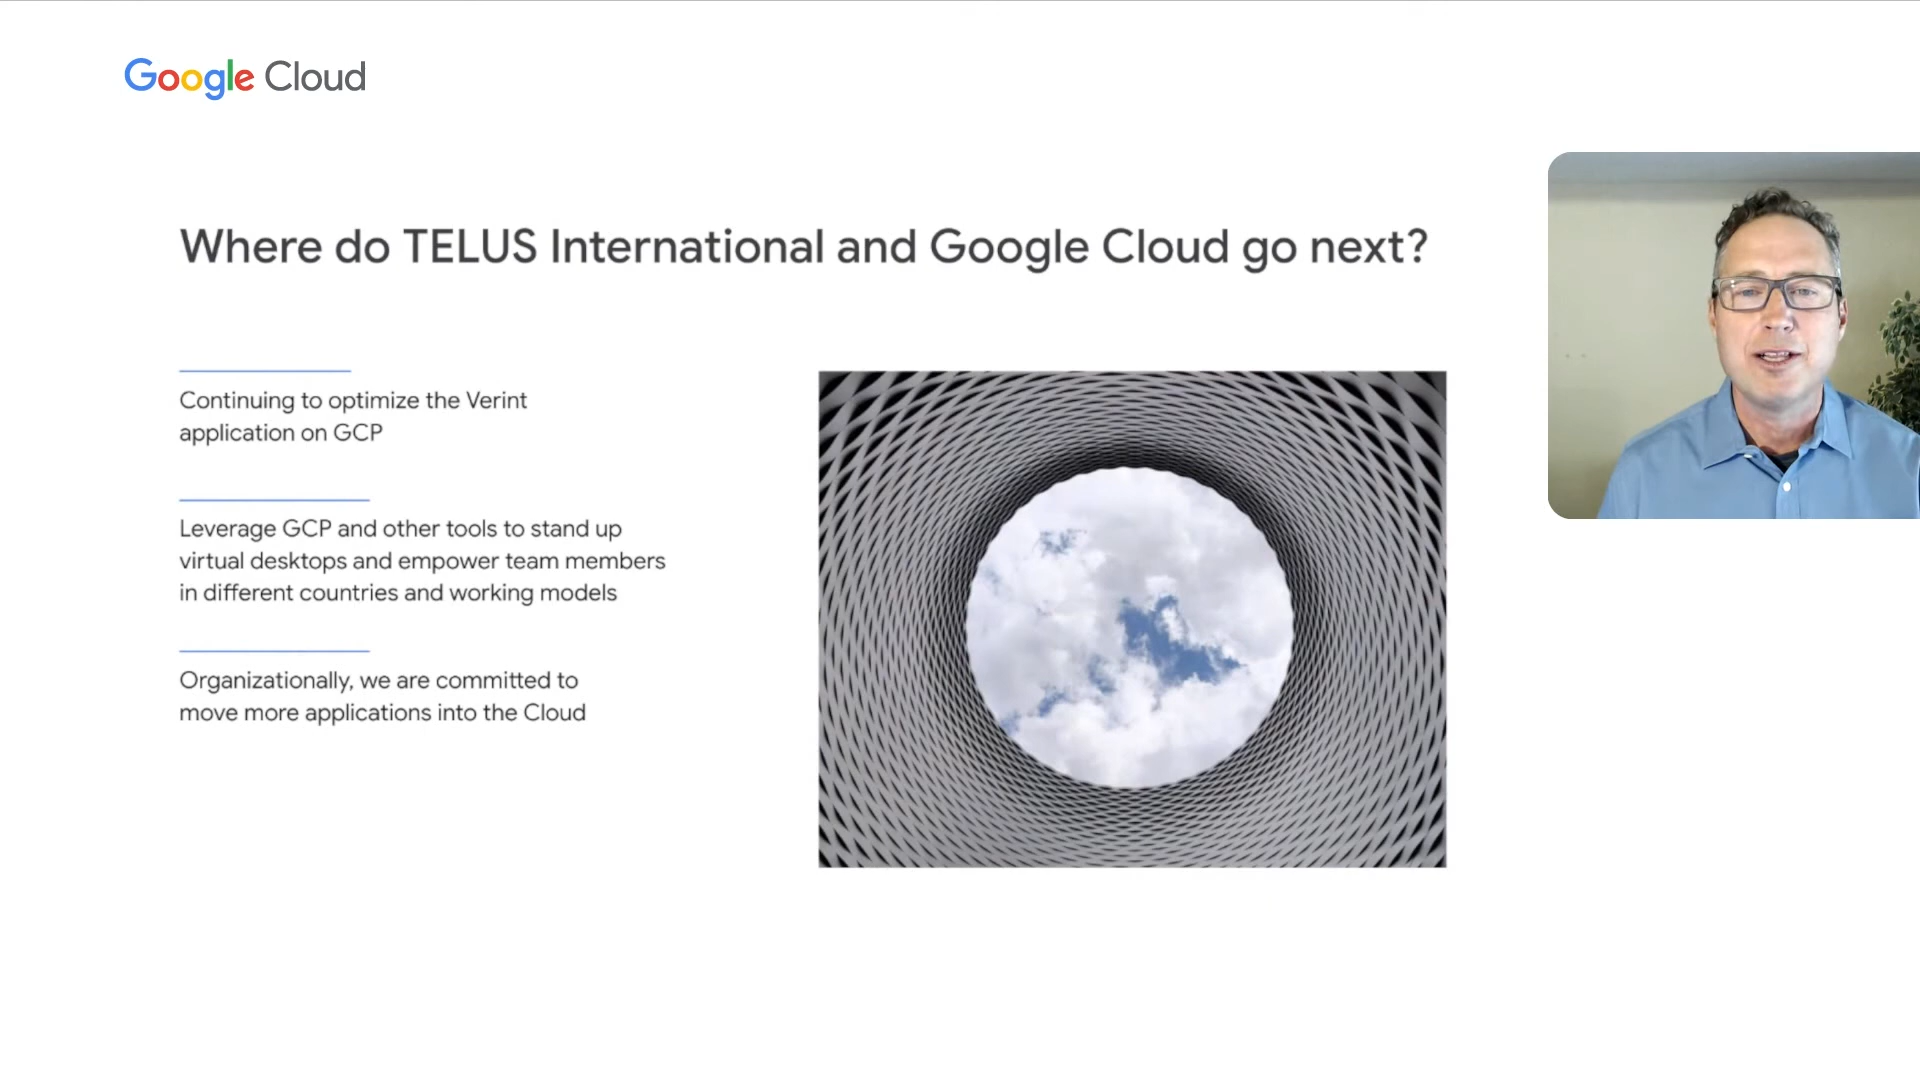 Google Cloud
Where do TELUS International and Google Cloud go next?
Continuing to optimize the Verint
application on GCP
Leverage GCP and other tools to stand up
virtual desktops and empower team members
in different countries and working models
Organizationally, we are committed to
move more applications into the Cloud